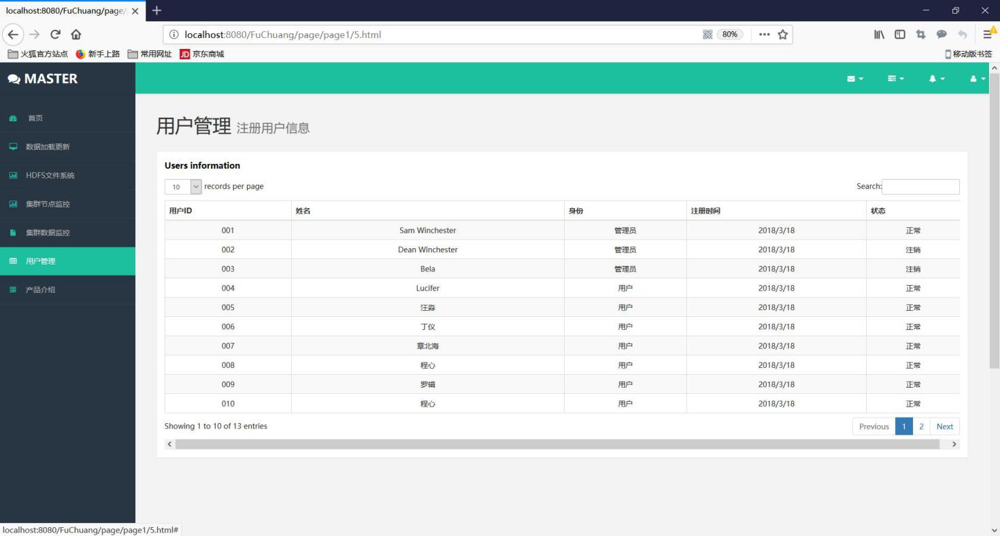 localhost:8080/FuChuang/page/
localhost:8080/FuChuang/page/page1/5.html
80%
火狐官方站点 新手上路 常用网址 JD 京东商城 移动版书签
MASTER
首页
数据加载更新
HDFS文件系统
集群节点监控
集群数据监控
用户管理
产品介绍
用户管理 注册用户信息
Users information
10 records per page Search:
用户ID 姓名 身份 注册时间 状态
001 Sam Winchester 管理员 2018/3/18 正常
002 Dean Winchester 管理员 2018/3/18 注销
003 Bela 管理员 2018/3/18 注销
004 Lucifer 用户 2018/3/18 正常
005 汪淼 用户 2018/3/18 正常
006 丁仪 用户 2018/3/18 正常
007 章北海 用户 2018/3/18 正常
008 程心 用户 2018/3/18 正常
009 罗辑 用户 2018/3/18 正常
010 程心 用户 2018/3/18 正常
Showing 1 to 10 of 13 entries Previous 1 2 Next
localhost:8080/FuChuang/page/page1/5.html#